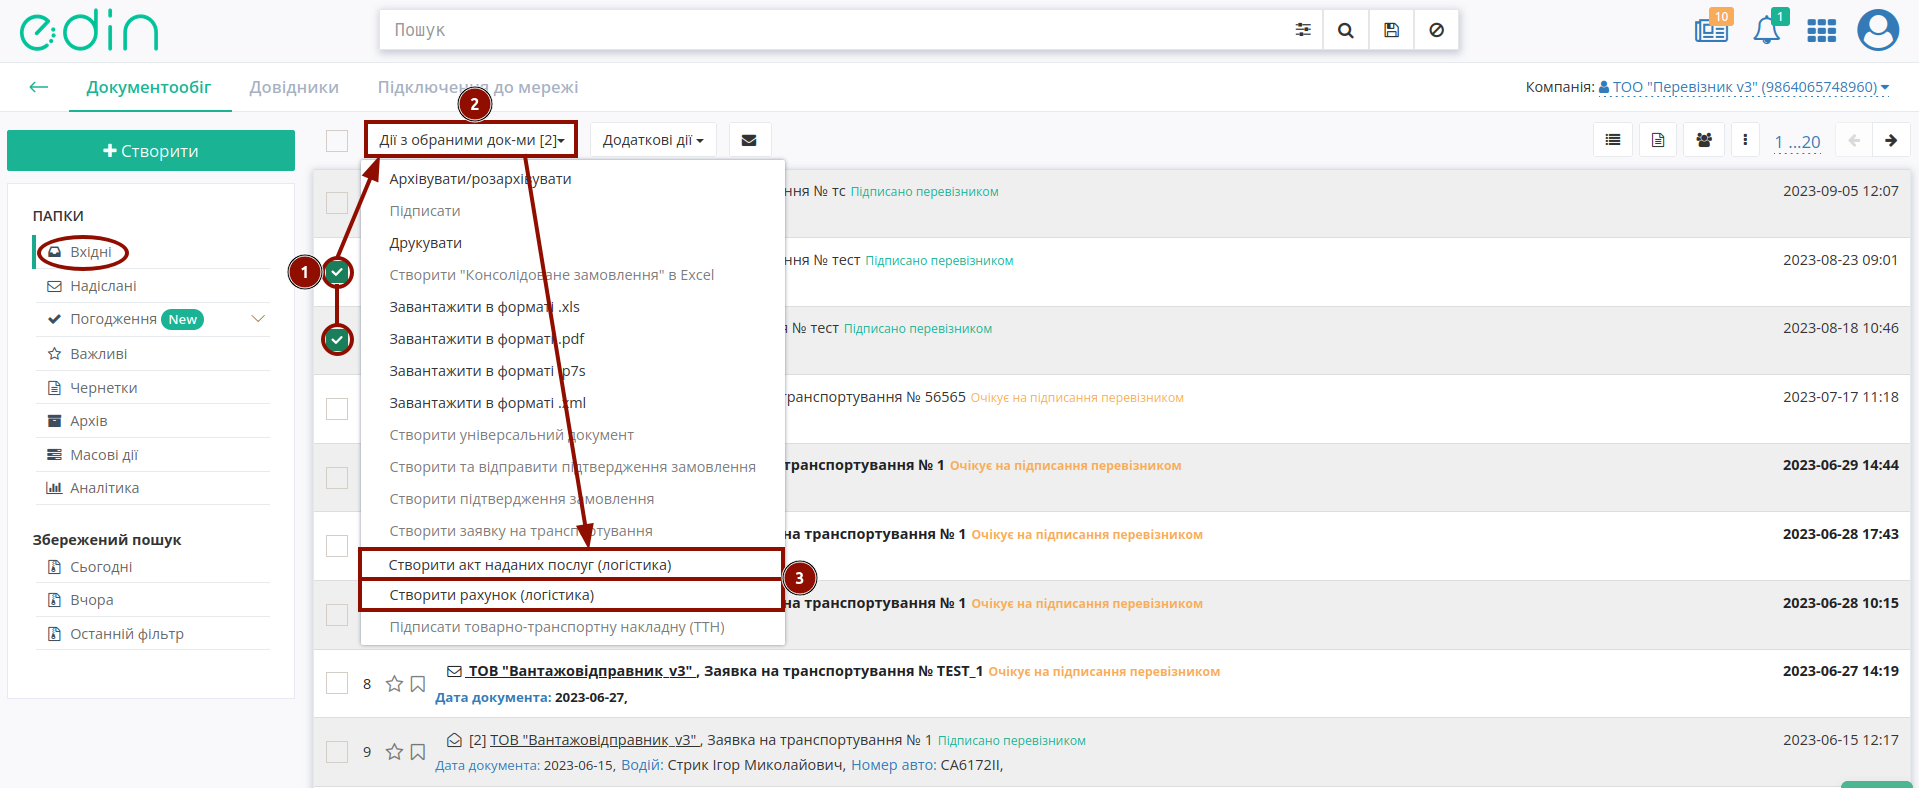 edin
Пошук
10
1
Документообіг
Довідники
Підключення до мережі
Компанія: ТОО "Перевізник v3" (9864065748960)
2
Створити
Дії з обраними док-ми [2]
Додаткові дії
1 ...20
ПАПКИ
Вхідні
Надіслані
Погодження New
Важливі
Чернетки
Архів
Масові дії
Аналітика
Збережений пошук
Сьогодні
Вчора
Останній фільтр
1
Архівувати/розархівувати
Підписати
Друкувати
Створити "Консолідоване замовлення" в Excel
Завантажити в форматі .xls
Завантажити в форматі .pdf
Завантажити в форматі .p7s
Завантажити в форматі .xml
Створити універсальний документ
Створити та відправити підтвердження замовлення
Створити підтвердження замовлення
Створити заявку на транспортування
Створити акт наданих послуг (логістика)
3
Створити рахунок (логістика)
Підписати товарно-транспортну накладну (ТТН)
ння № тс Підписано перевізником 2023-09-05 12:07
ння № тест Підписано перевізником 2023-08-23 09:01
я № тест Підписано перевізником 2023-08-18 10:46
ранспортування № 56565 Очікує на підписання перевізником 2023-07-17 11:18
транспортування № 1 Очікує на підписання перевізником 2023-06-29 14:44
на транспортування № 1 Очікує на підписання перевізником 2023-06-28 17:43
на транспортування № 1 Очікує на підписання перевізником 2023-06-28 10:15
8 ТОВ "Вантажовідправник_v3" , Заявка на транспортування № TEST_1 Очікує на підписання перевізником 2023-06-27 14:19
Дата документа: 2023-06-27,
9 [2] ТОВ "Вантажовідправник_v3" , Заявка на транспортування № 1 Підписано перевізником 2023-06-15 12:17
Дата документа: 2023-06-15, Водій: Стрик Ігор Миколайович, Номер авто: СА6172ІІ,